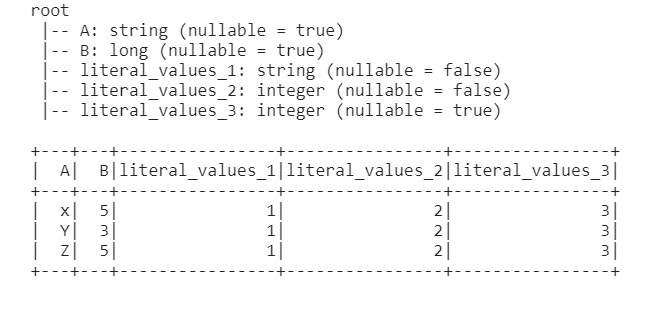 root
 |-- A: string (nullable = true)
 |-- B: long (nullable = true)
 |-- literal_values_1: string (nullable = false)
 |-- literal_values_2: integer (nullable = false)
 |-- literal_values_3: integer (nullable = true)

+---+---+----------------+----------------+----------------+
|  A|  B|literal_values_1|literal_values_2|literal_values_3|
+---+---+----------------+----------------+----------------+
|  x|  5|               1|               2|               3|
|  Y|  3|               1|               2|               3|
|  Z|  5|               1|               2|               3|
+---+---+----------------+----------------+----------------+